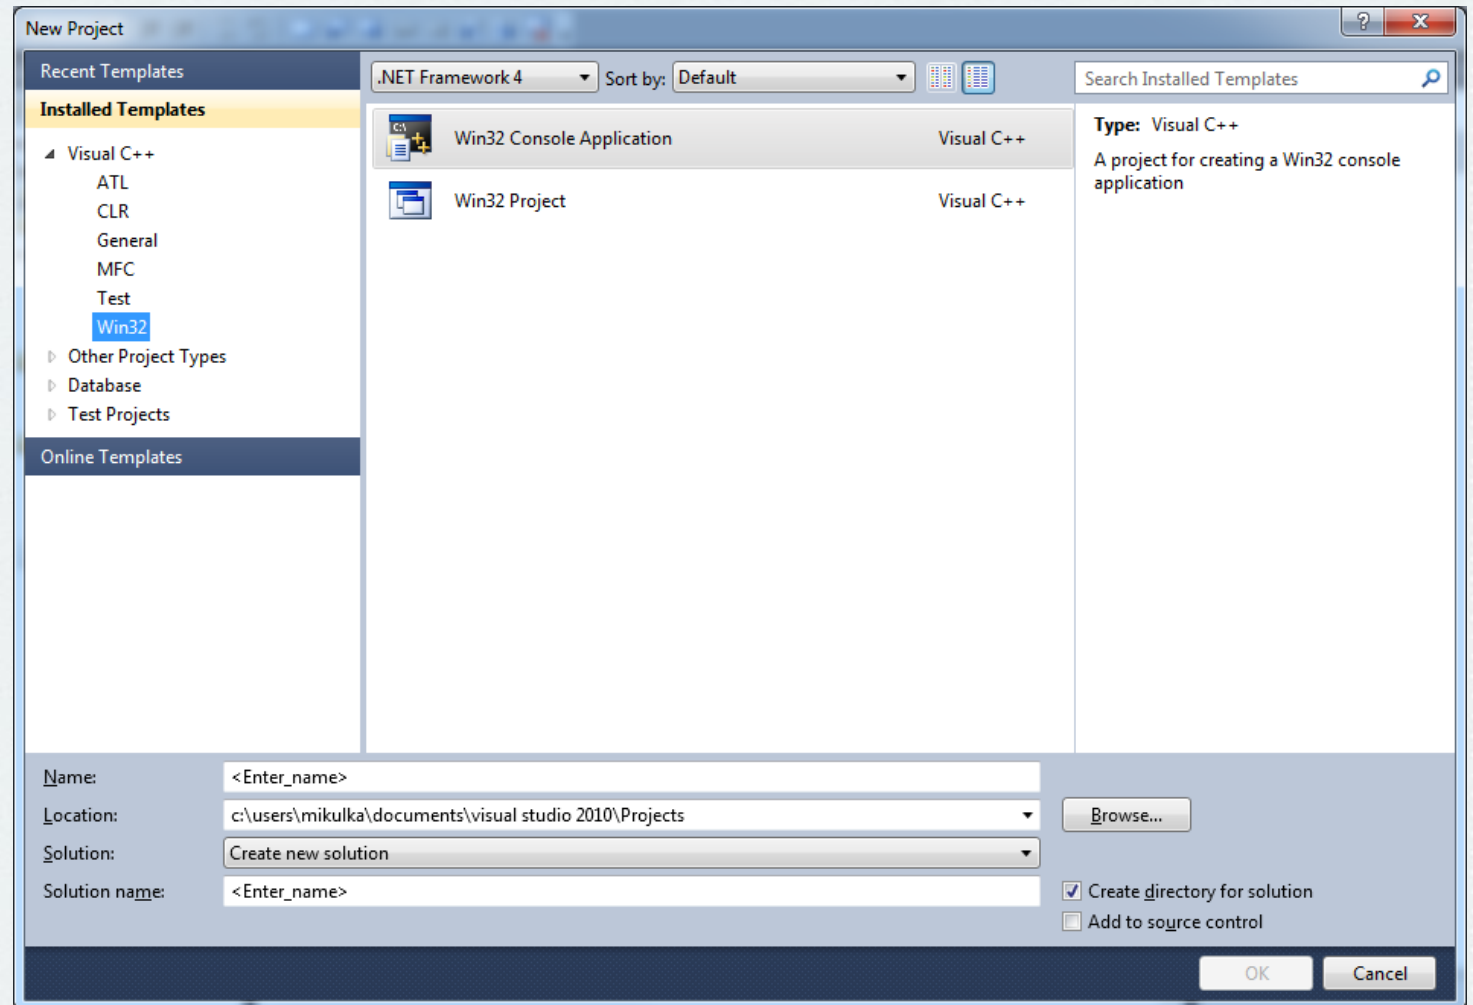 New Project
Recent Templates
Installed Templates
Visual C++
ATL
CLR
General
MFC
Test
Win32
Other Project Types
Database
Test Projects
Online Templates
.NET Framework 4
Sort by: Default
Win32 Console Application Visual C++
Win32 Project Visual C++
Search Installed Templates
Type: Visual C++
A project for creating a Win32 console
application
Name: <Enter_name>
Location: c:\users\mikulka\documents\visual studio 2010\Projects
Browse...
Solution: Create new solution
Solution name: <Enter_name>
Create directory for solution
Add to source control
OK
Cancel